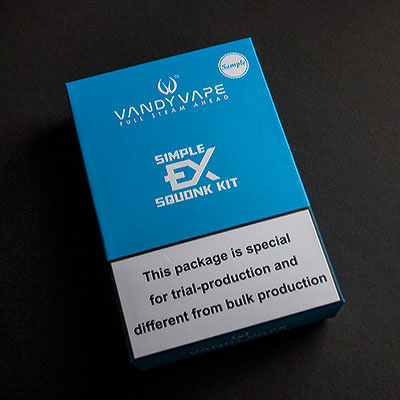 Sample
VANDYVAPE
FULL STEAM AHEAD
SIMPLE
EX
SQUONK KIT
This package is special
for trial-production and
different from bulk production
VANDYVAPE